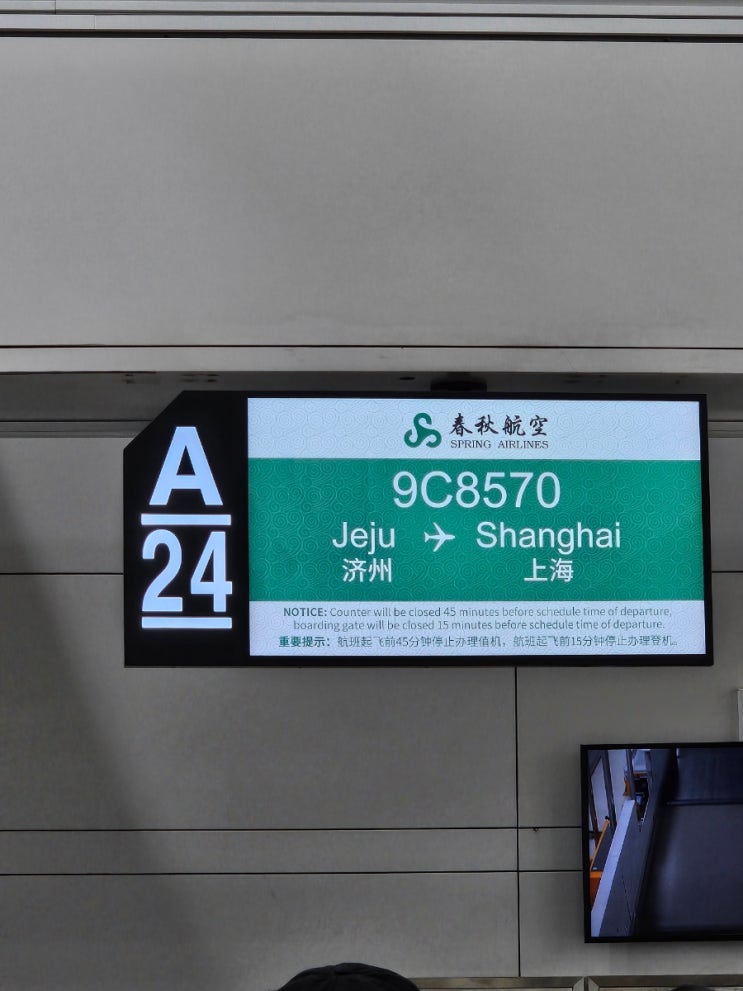 A
24
春秋航空
SPRING AIRLINES
9C8570
Jeju Shanghai
济州 上海
NOTICE: Counter will be closed 45 minutes before schedule time of departure,
boarding gate will be closed 15 minutes before schedule time of departure.
重要提示：航班起飞前45分钟停止办理值机，航班起飞前15分钟停止办理登机。